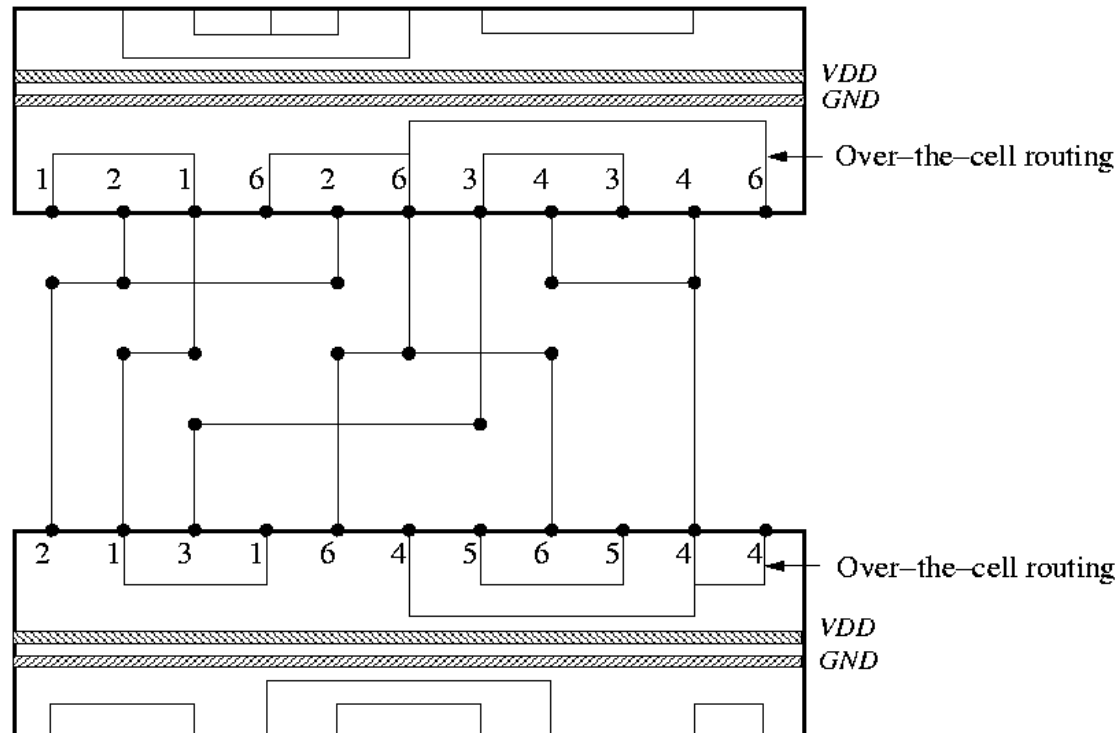 VDD
GND
Over–the–cell routing
1 2 1 6 2 6 3 4 3 4 6
2 1 3 1 6 4 5 6 5 4 4
Over–the–cell routing
VDD
GND